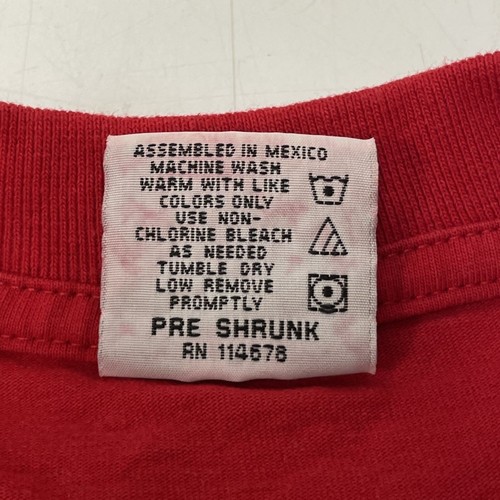 ASSEMBLED IN MEXICO
MACHINE WASH
WARM WITH LIKE
COLORS ONLY
USE NON-
CHLORINE BLEACH
AS NEEDED
TUMBLE DRY
LOW REMOVE
PROMPTLY
PRE SHRUNK
RN 114678